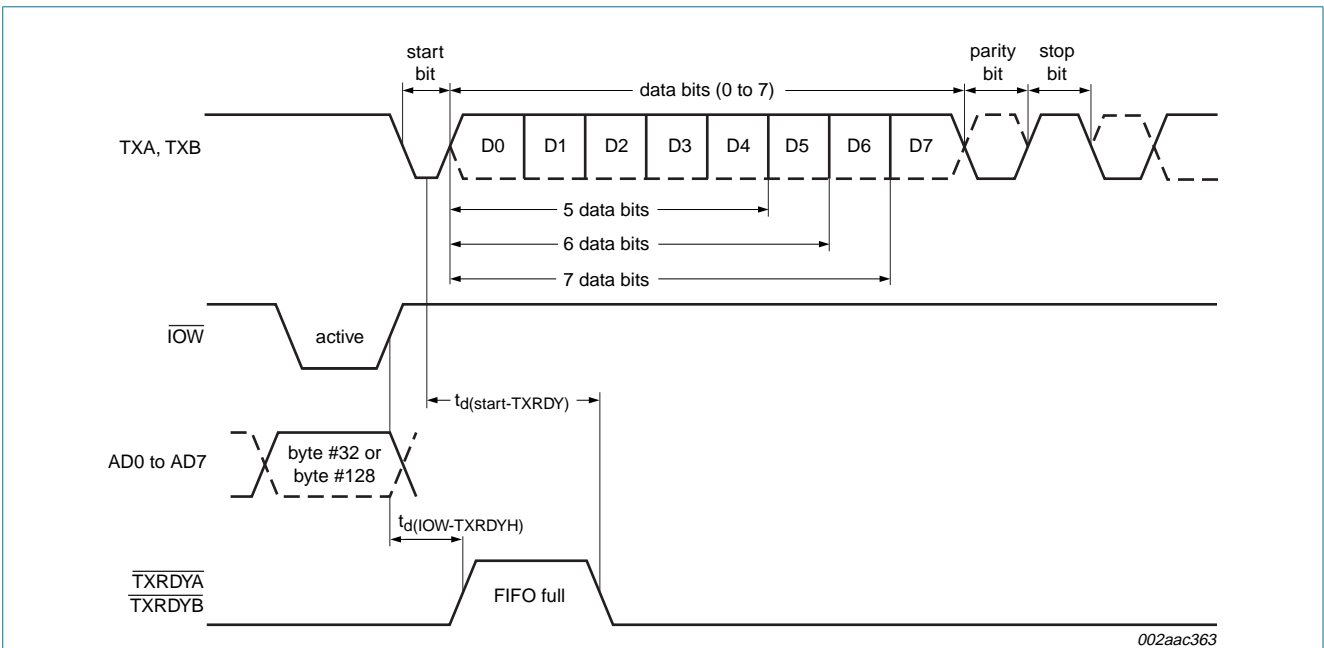 start
bit
parity
bit
stop
bit
data bits (0 to 7)
TXA, TXB
D0 D1 D2 D3 D4 D5 D6 D7
5 data bits
6 data bits
7 data bits
IOW
active
td(start-TXRDY)
AD0 to AD7
byte #32 or
byte #128
td(IOW-TXRDYH)
TXRDYA
TXRDYB
FIFO full
002aac363